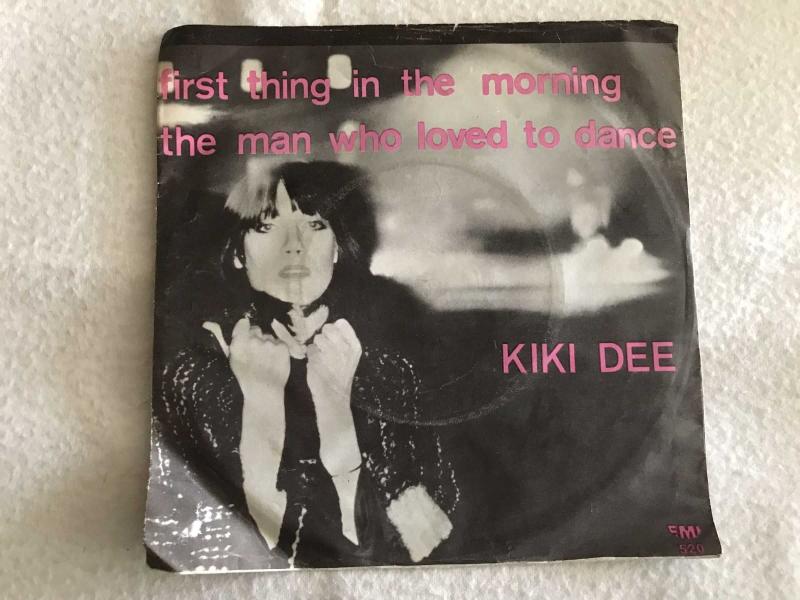 first thing in the morning
the man who loved to dance
KIKI DEE
EMI
520